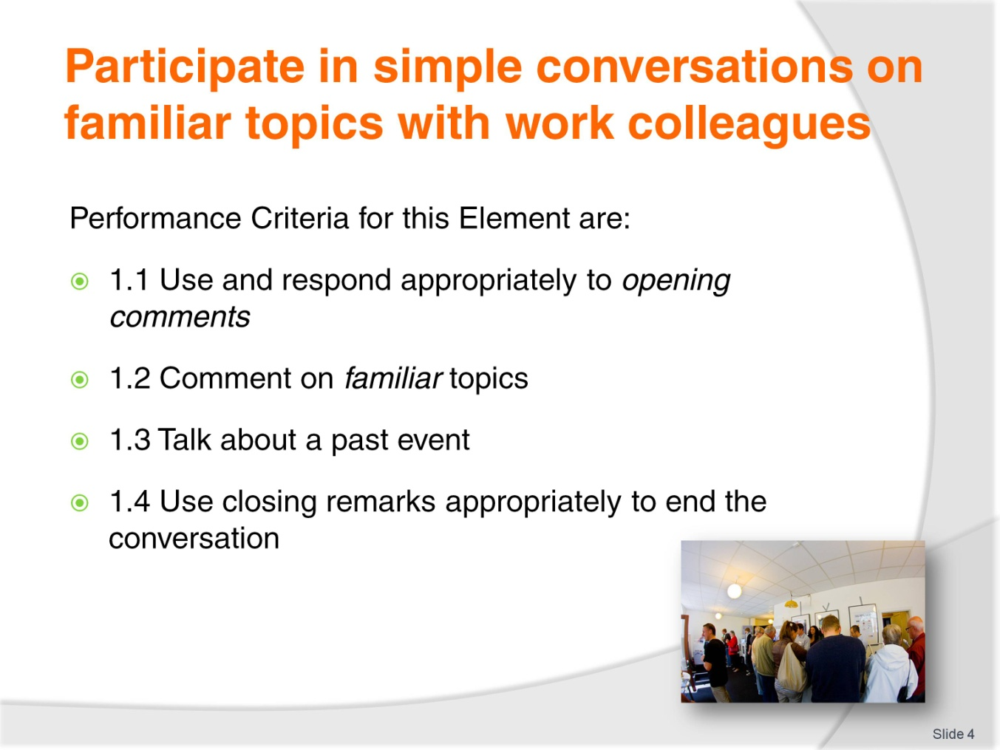 Participate in simple conversations on
familiar topics with work colleagues
Performance Criteria for this Element are:
1.1 Use and respond appropriately to opening
comments
1.2 Comment on familiar topics
1.3 Talk about a past event
1.4 Use closing remarks appropriately to end the
conversation
Slide 4